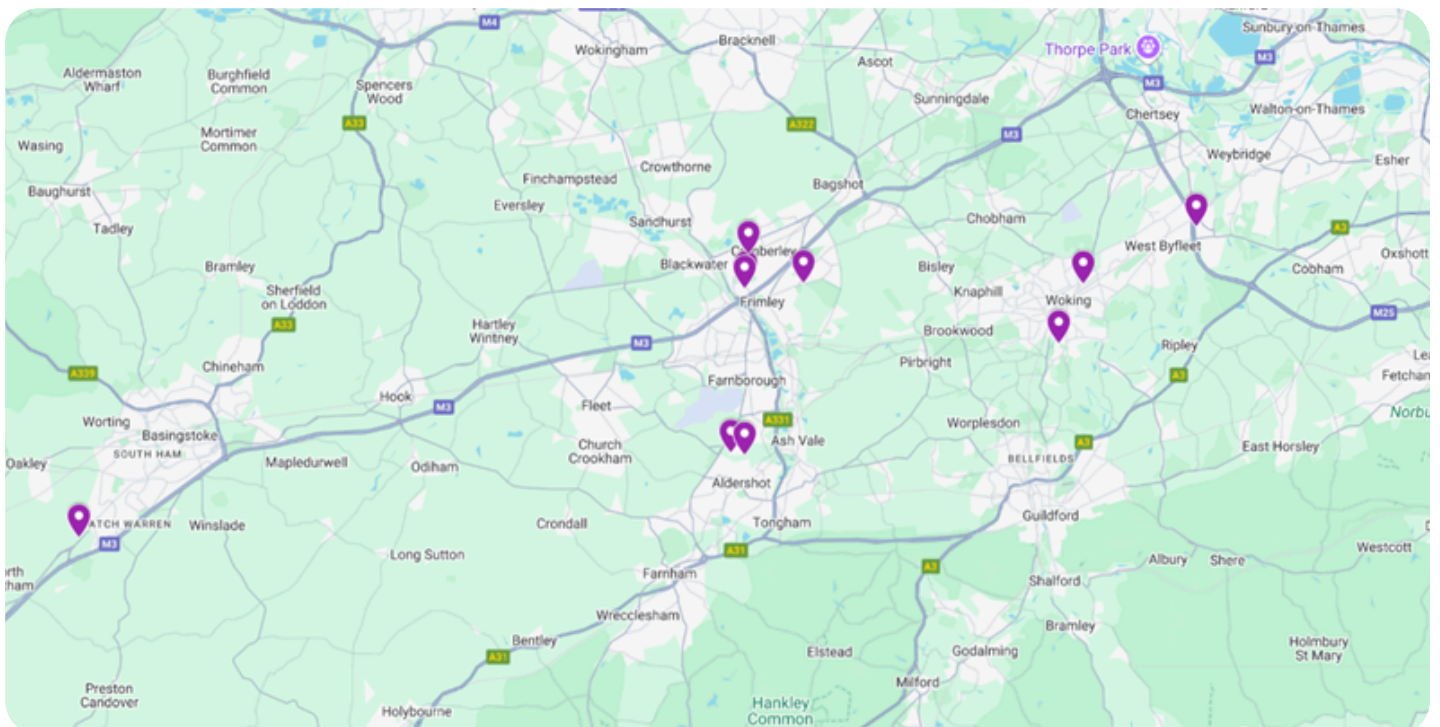 M4
Wokingham
Bracknell
Sunbury-on-Thames
Thorpe Park
M3
Aldermaston
Wharf
Burghfield
Common
Spencers
Wood
Ascot
M3
Sunningdale
Chertsey
Walton-on-Thames
A33
A322
Mortimer
Common
M3
Wasing
Weybridge
Esher
Crowthorne
Baughurst
Finchampstead
Bagshot
Eversley
Sandhurst
Chobham
Tadley
A3
West Byfleet
Oxshott
Blackwater
Bramley
Bisley
Cobham
Sherfield
on Loddon
Knaphill
Woking
Frimley
M25
A33
Hartley
Wintney
Brookwood
M3
Ripley
Pirbright
Chineham
A339
Farnborough
A3
Hook
M3
Fleet
Worting
A331
Worplesdon
Basingstoke
Church
Crookham
Ash Vale
A3
East Horsley
SOUTH HAM
Oakley
Mapledurwell
Odiham
BELLFIELDS
Aldershot
ATCH WARREN
Winslade
Crondall
Tongham
Guildford
M3
Long Sutton
A31
Westcott
Albury
Shere
Farnham
A3
Shalford
Wrecclesham
Bramley
Bentley
Elstead
Godalming
Holmbury
St Mary
A31
Milford
Preston
Candover
Holybourne
Hankley
Common